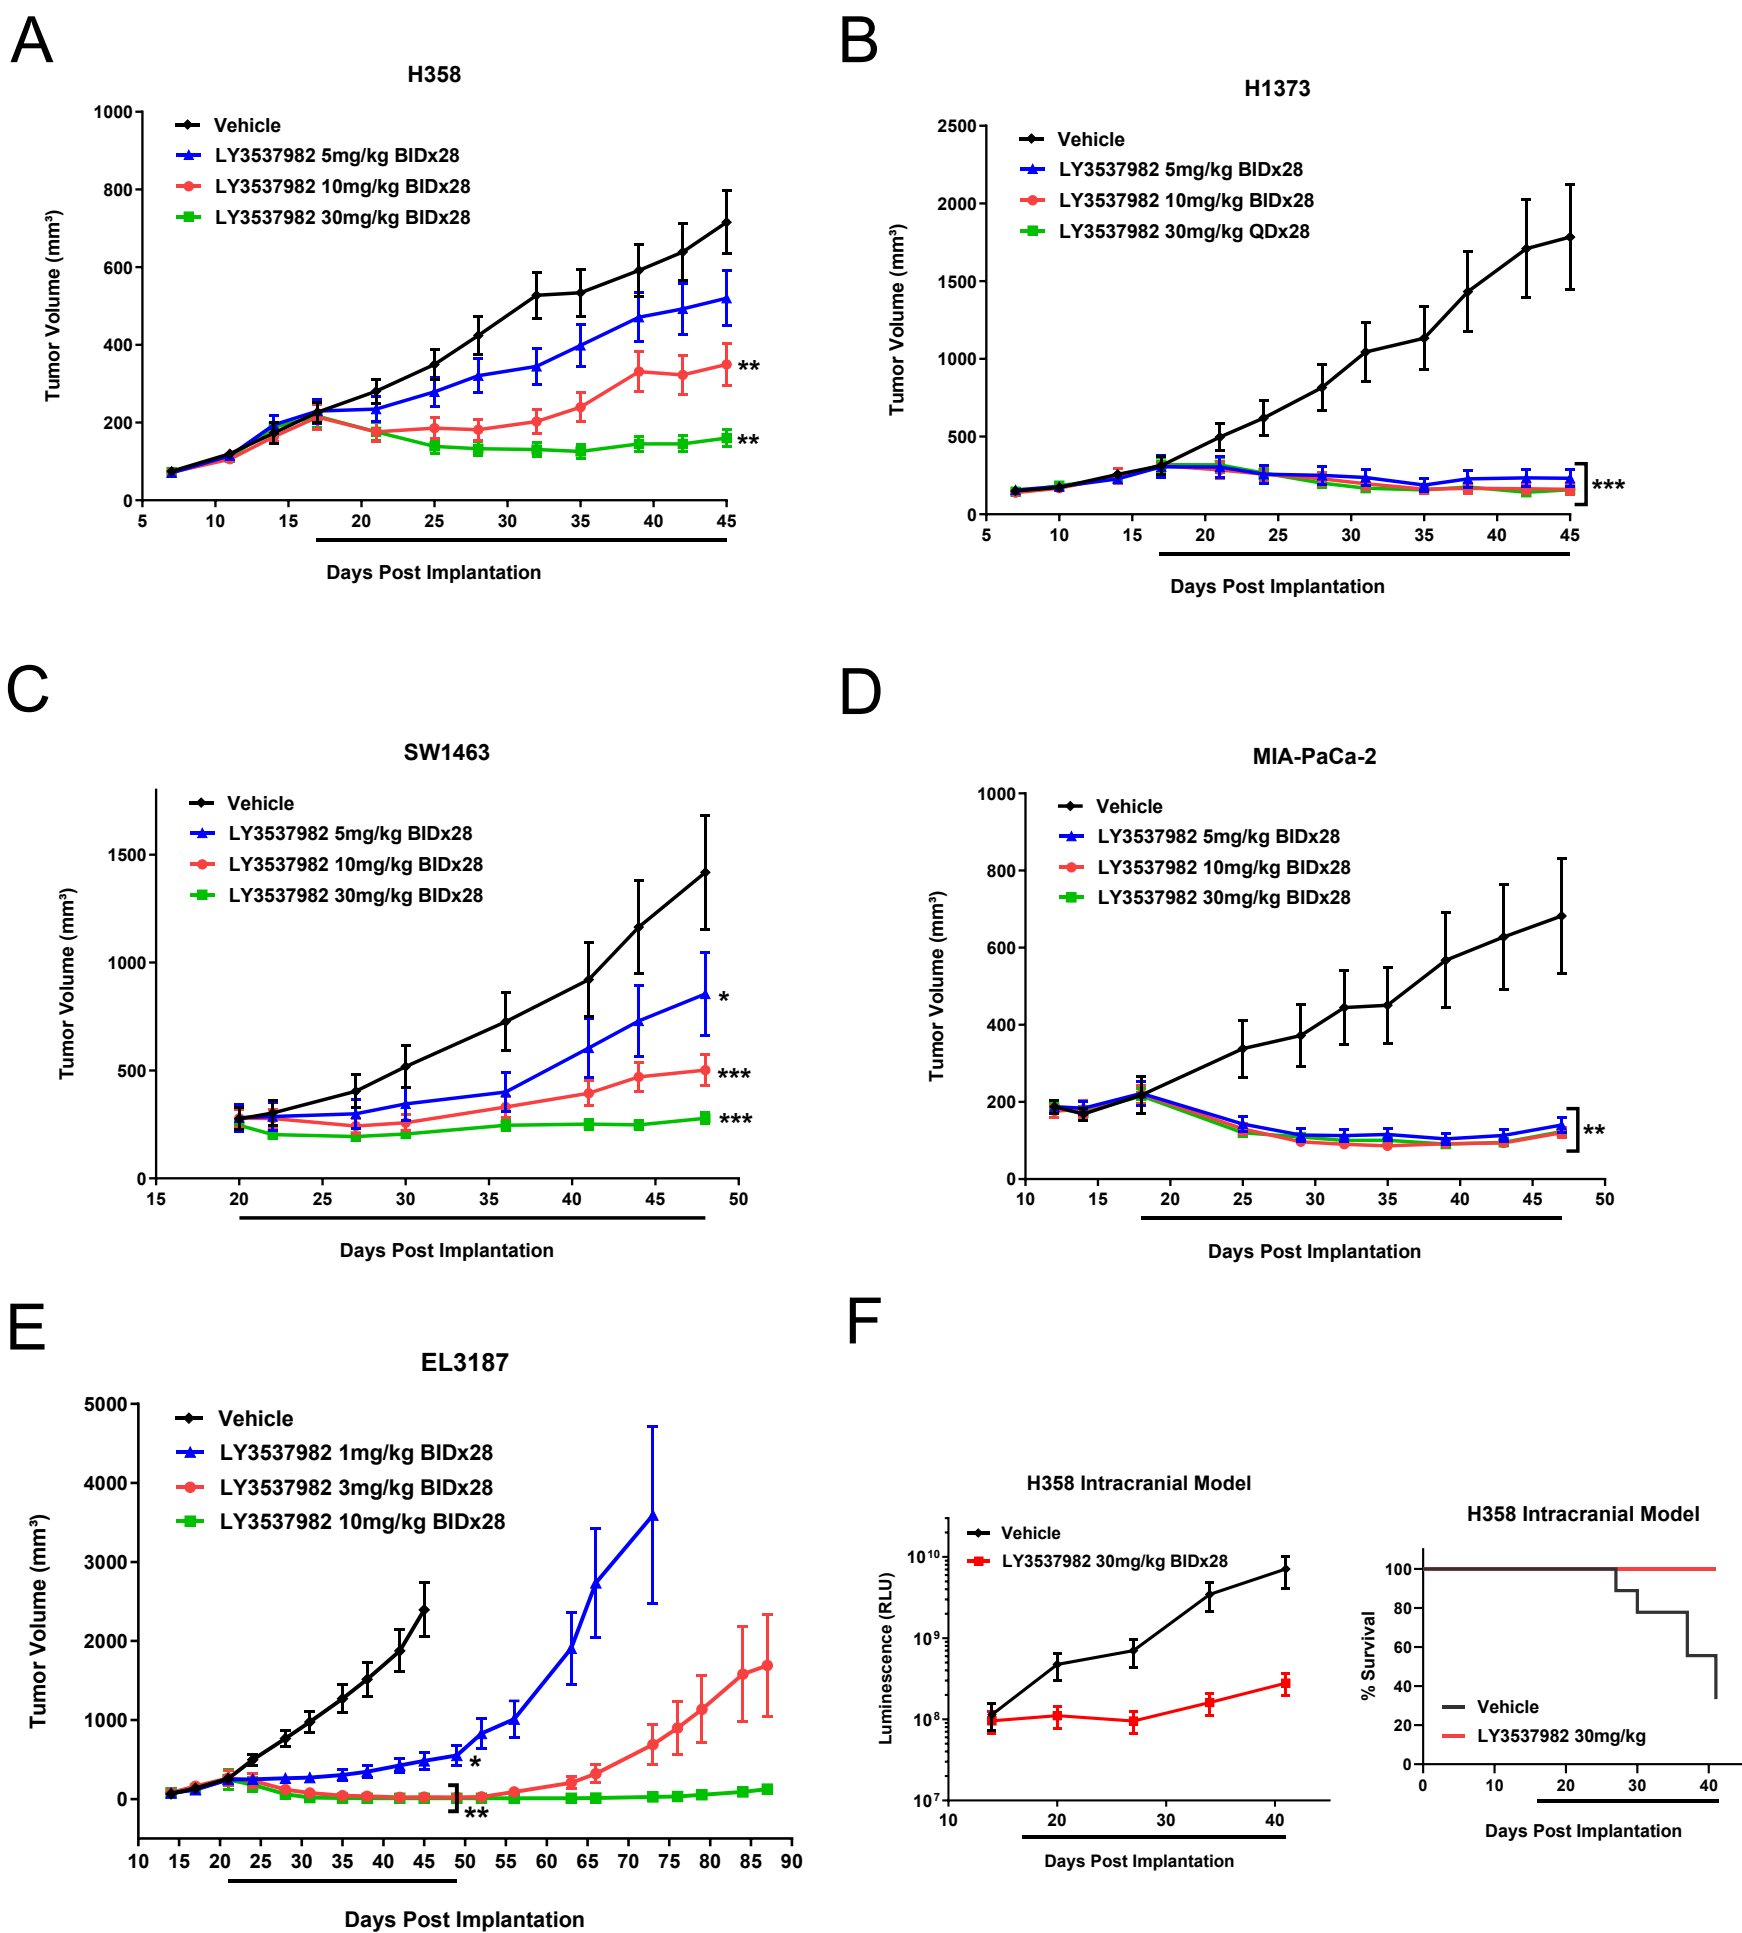 A
H358
1000
800
600
400
200
0
Tumor Volume (mm³)
Vehicle
LY3537982 5mg/kg BIDx28
LY3537982 10mg/kg BIDx28
LY3537982 30mg/kg BIDx28
**
**
5 10 15 20 25 30 35 40 45
Days Post Implantation
B
H1373
2500
2000
1500
1000
500
0
Tumor Volume (mm³)
Vehicle
LY3537982 5mg/kg BIDx28
LY3537982 10mg/kg BIDx28
LY3537982 30mg/kg QDx28
***
5 10 15 20 25 30 35 40 45
Days Post Implantation
C
SW1463
1500
1000
500
0
Tumor Volume (mm³)
Vehicle
LY3537982 5mg/kg BIDx28
LY3537982 10mg/kg BIDx28
LY3537982 30mg/kg BIDx28
*
***
***
15 20 25 30 35 40 45 50
Days Post Implantation
D
MIA-PaCa-2
1000
800
600
400
200
0
Tumor Volume (mm³)
Vehicle
LY3537982 5mg/kg BIDx28
LY3537982 10mg/kg BIDx28
LY3537982 30mg/kg BIDx28
**
10 15 20 25 30 35 40 45 50
Days Post Implantation
E
EL3187
5000
4000
3000
2000
1000
0
Tumor Volume (mm³)
Vehicle
LY3537982 1mg/kg BIDx28
LY3537982 3mg/kg BIDx28
LY3537982 10mg/kg BIDx28
*
**
10 15 20 25 30 35 40 45 50 55 60 65 70 75 80 85 90
Days Post Implantation
F
H358 Intracranial Model
10¹⁰
10⁹
10⁸
10⁷
Luminescence (RLU)
Vehicle
LY3537982 30mg/kg BIDx28
10 20 30 40
Days Post Implantation
H358 Intracranial Model
100
80
60
40
20
0
% Survival
Vehicle
LY3537982 30mg/kg
0 10 20 30 40
Days Post Implantation